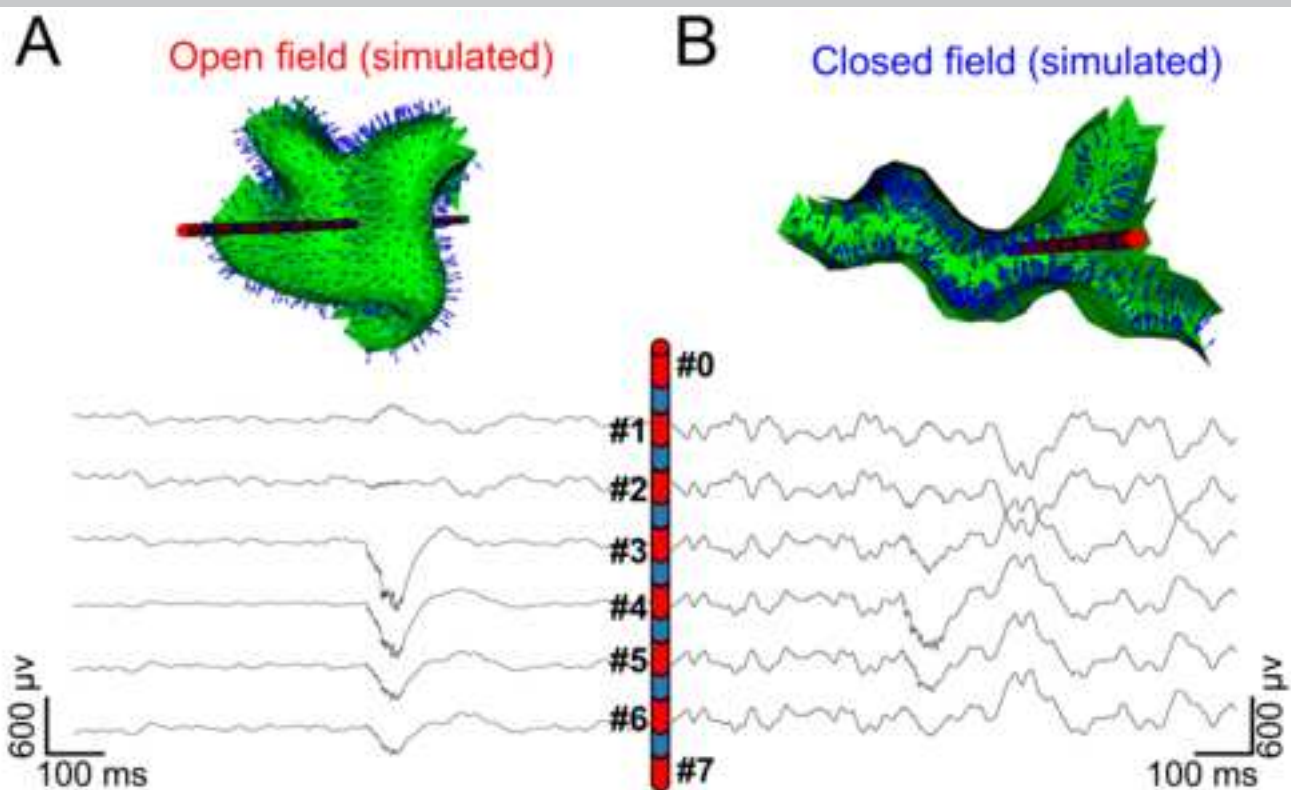 A
Open field (simulated)
B
Closed field (simulated)
#0
#1
#2
#3
#4
#5
#6
#7
600 μv
100 ms
600 μv
100 ms